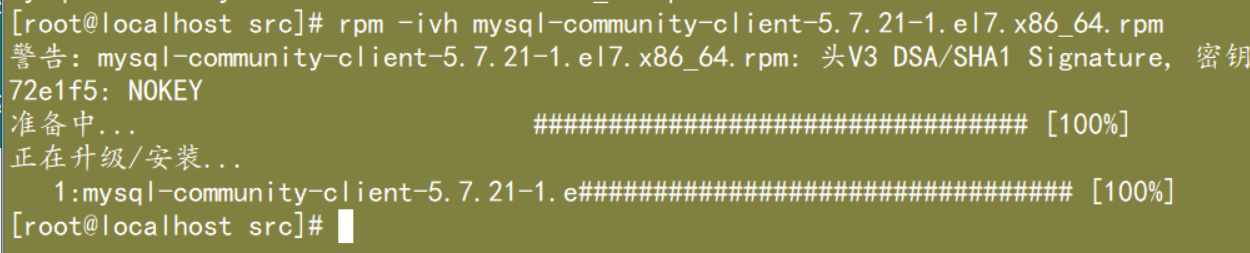 [root@localhost src]# rpm -ivh mysql-community-client-5.7.21-1.el7.x86_64.rpm
警告：mysql-community-client-5.7.21-1.el7.x86_64.rpm: 头V3 DSA/SHA1 Signature, 密钥
72e1f5: NOKEY
准备中...                          ################################# [100%]
正在升级/安装...
   1:mysql-community-client-5.7.21-1.e################################# [100%]
[root@localhost src]#